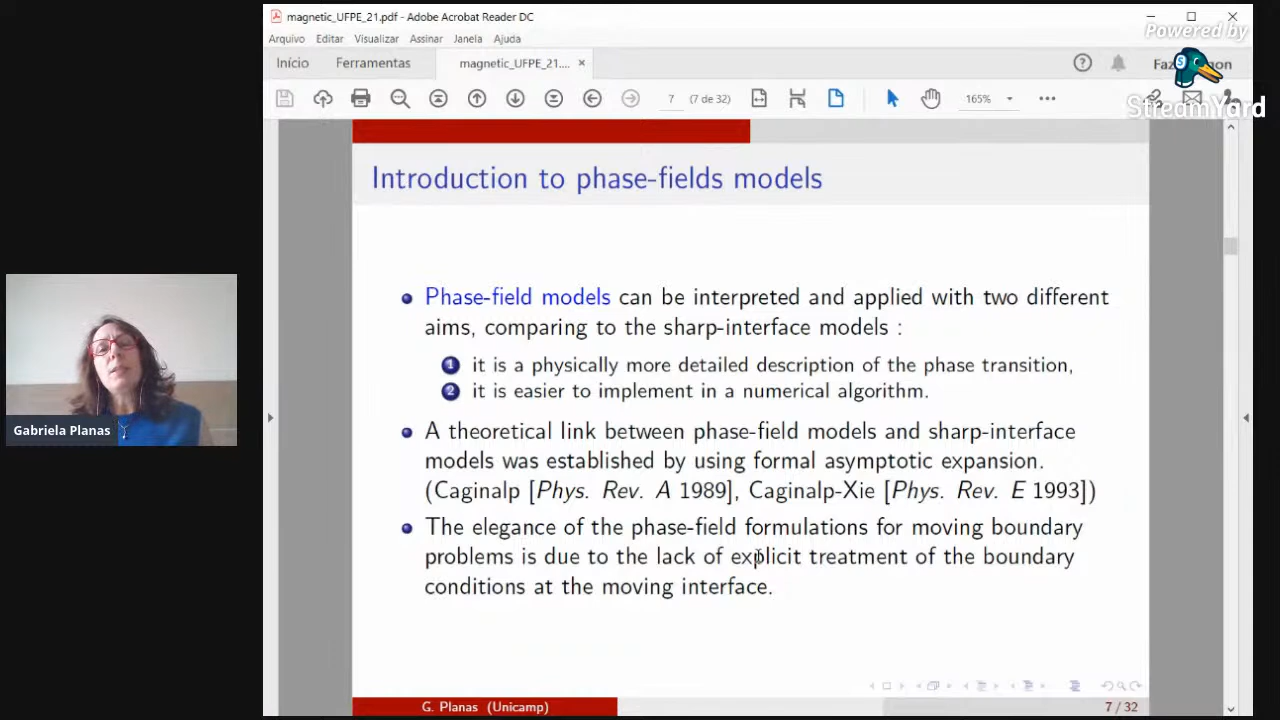 magnetic_UFPE_21.pdf - Adobe Acrobat Reader DC
Powered by
Arquivo Editar Visualizar Assinar Janela Ajuda
Início Ferramentas magnetic_UFPE_21.... ×
StreamYard
7 (7 de 32) 165%
Introduction to phase-fields models
Phase-field models can be interpreted and applied with two different
aims, comparing to the sharp-interface models :
1 it is a physically more detailed description of the phase transition,
2 it is easier to implement in a numerical algorithm.
A theoretical link between phase-field models and sharp-interface
models was established by using formal asymptotic expansion.
(Caginalp [Phys. Rev. A 1989], Caginalp-Xie [Phys. Rev. E 1993])
The elegance of the phase-field formulations for moving boundary
problems is due to the lack of explicit treatment of the boundary
conditions at the moving interface.
Gabriela Planas
G. Planas (Unicamp) 7 / 32